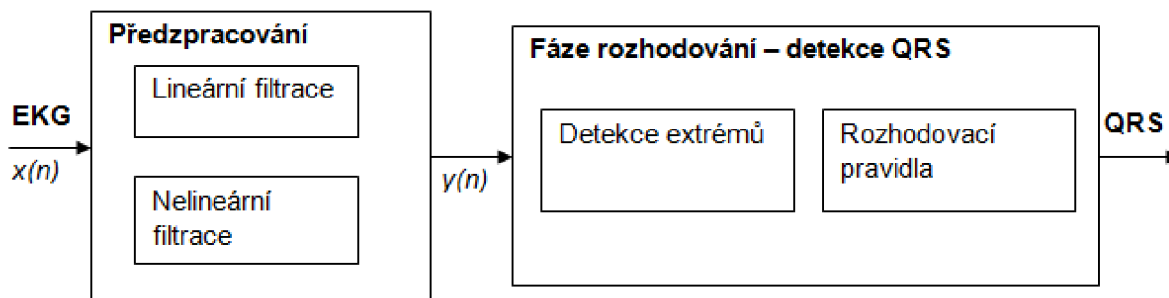 EKG
x(n)
Předzpracování
Lineární filtrace
Nelineární
filtrace
y(n)
Fáze rozhodování – detekce QRS
Detekce extrémů
Rozhodovací
pravidla
QRS